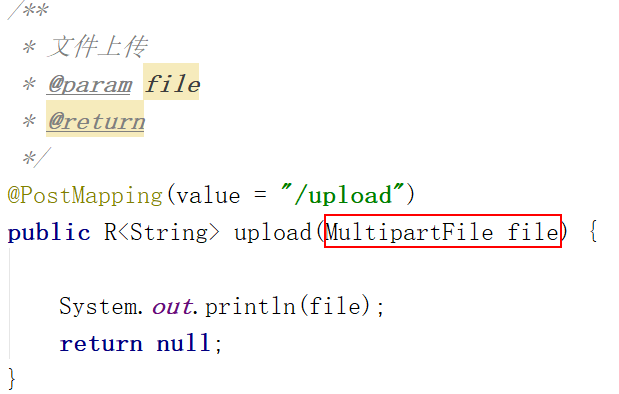 /**
 * 文件上传
 * @param file
 * @return
 */
@PostMapping(value = "/upload")
public R<String> upload(MultipartFile file) {
    System.out.println(file);
    return null;
}